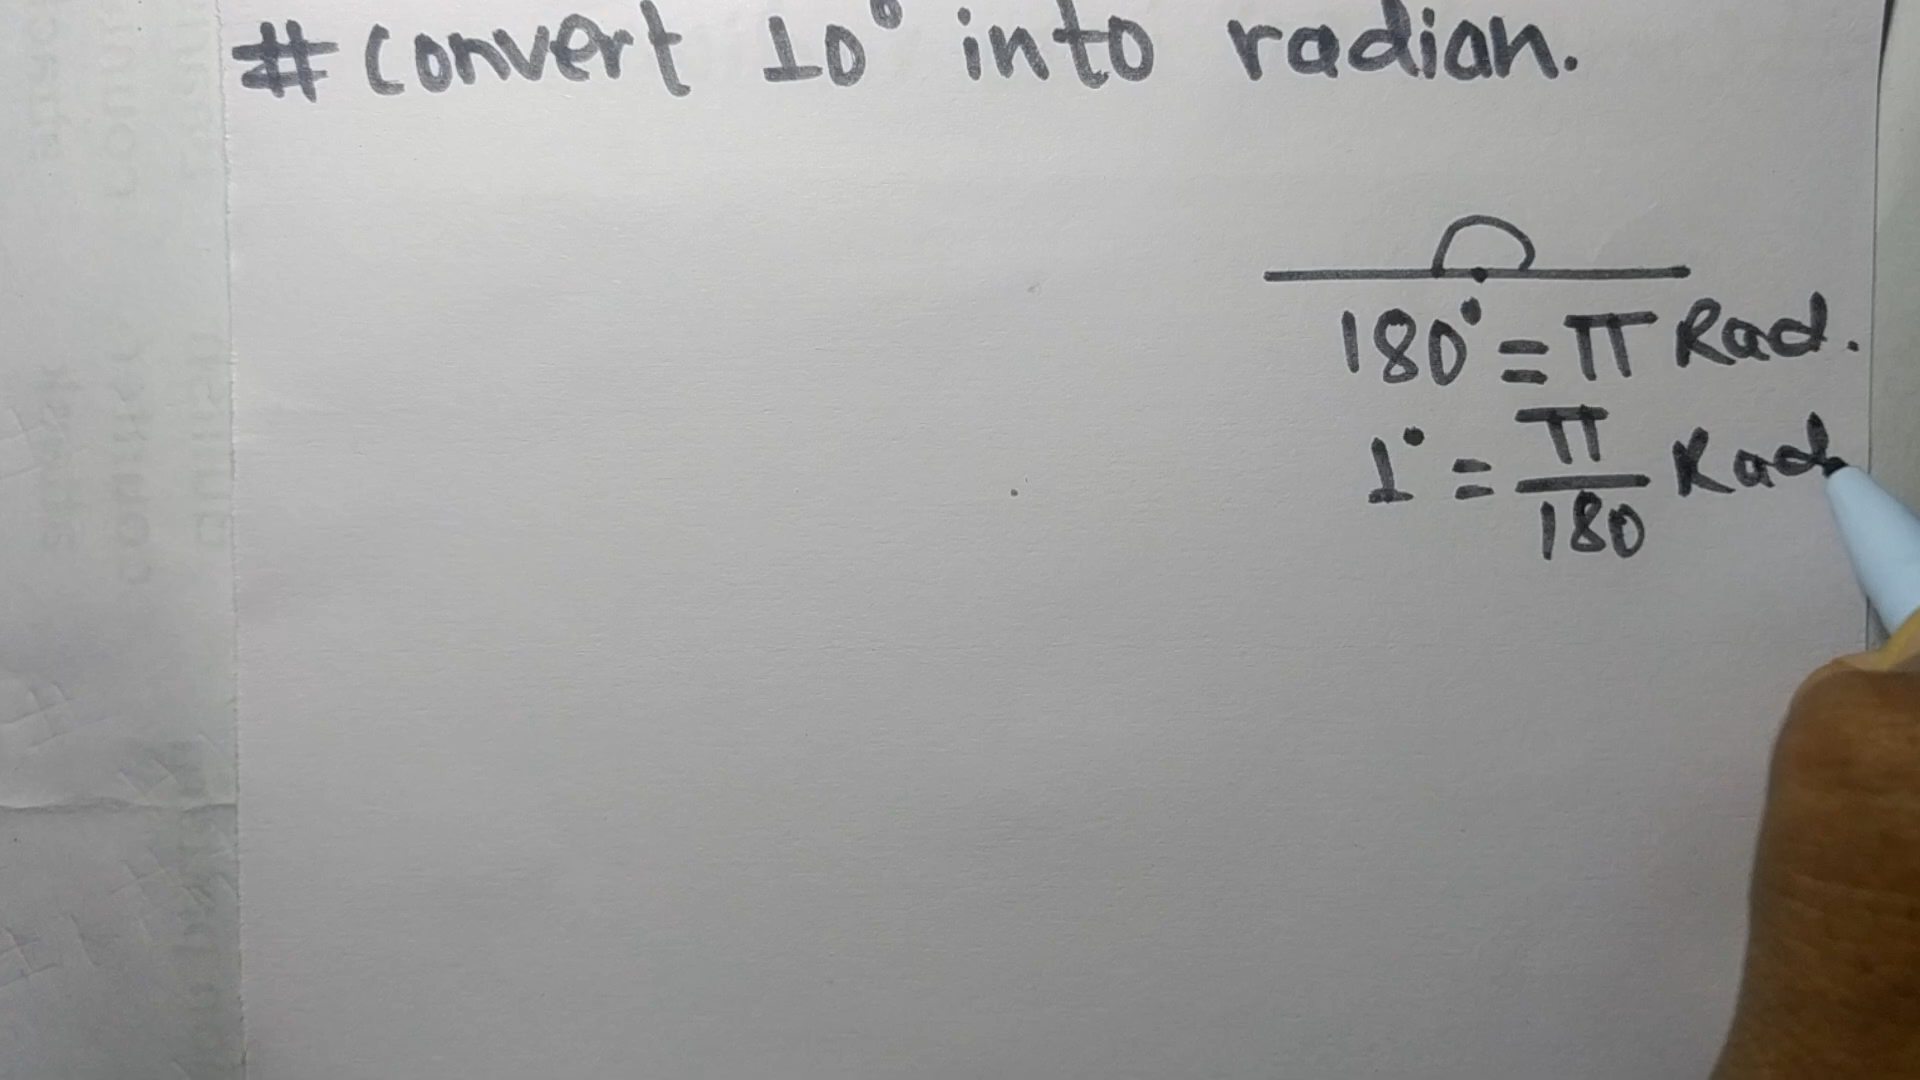 # Convert 10° into radian.
180° = π Rad.
1° = π/180 Rad